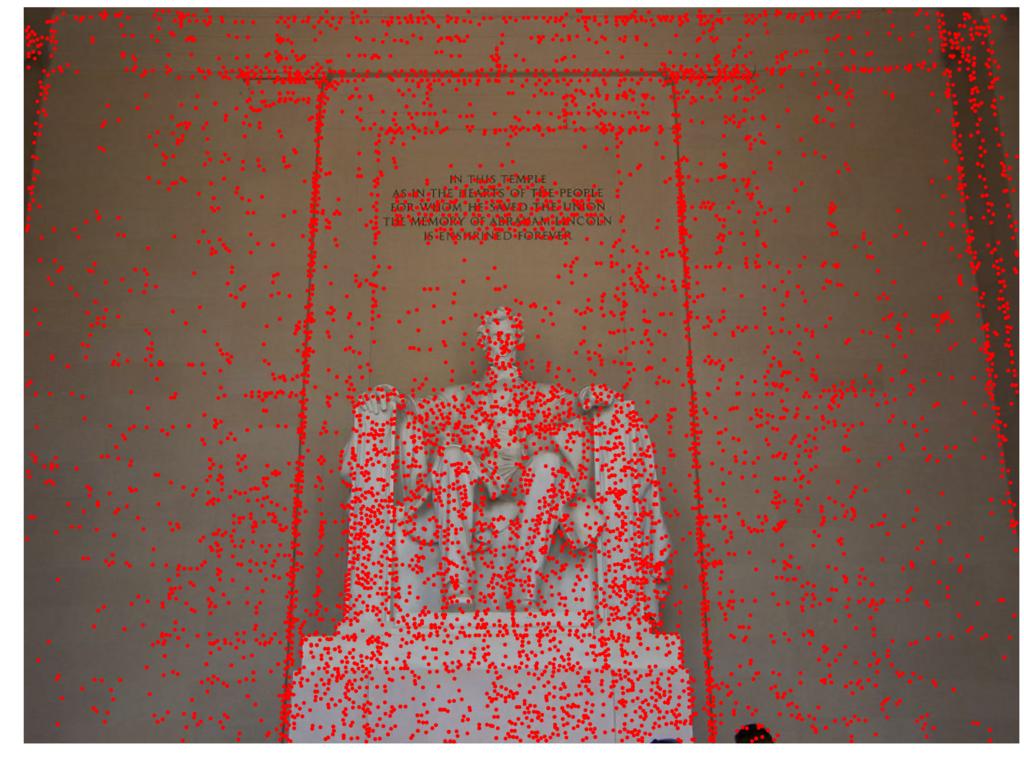 IN THIS TEMPLE
AS IN THE HEARTS OF THE PEOPLE
FOR WHOM HE SAVED THE UNION
THE MEMORY OF ABRAHAM LINCOLN
IS ENSHRINED FOREVER